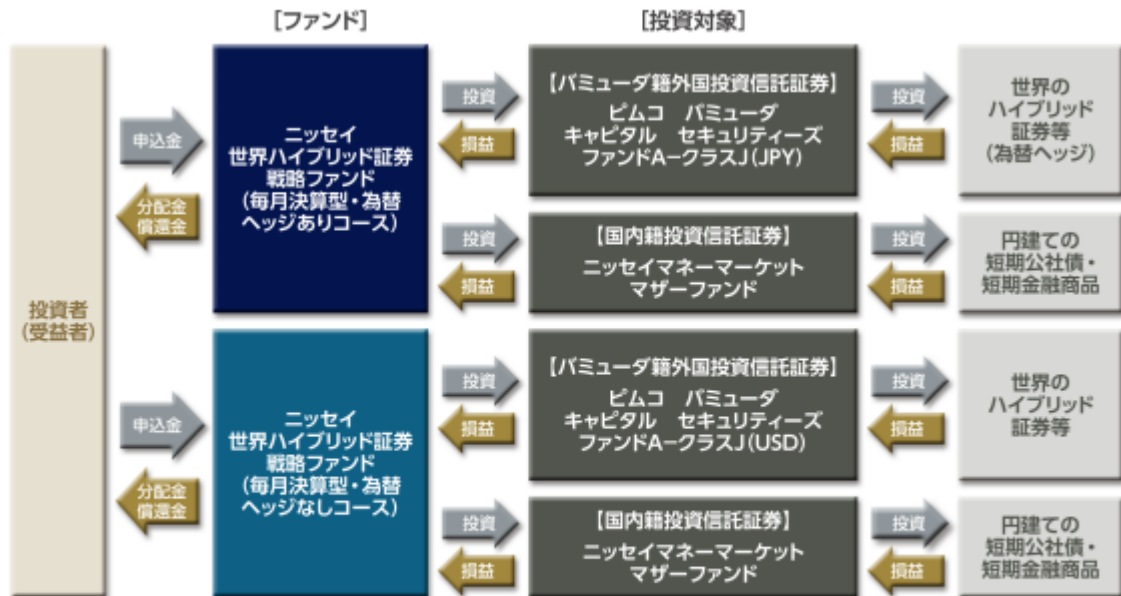 [ファンド]
[投資対象]
投資者
(受益者)
申込金
分配金
償還金
ニッセイ
世界ハイブリッド証券
戦略ファンド
(毎月決算型・為替
ヘッジありコース)
投資
損益
【バミューダ籍外国投資信託証券】
ピムコ　バミューダ
キャピタル　セキュリティーズ
ファンドA－クラスJ(JPY)
投資
損益
世界の
ハイブリッド
証券等
(為替ヘッジ)
投資
損益
【国内籍投資信託証券】
ニッセイマネーマーケット
マザーファンド
投資
損益
円建ての
短期公社債・
短期金融商品
申込金
分配金
償還金
ニッセイ
世界ハイブリッド証券
戦略ファンド
(毎月決算型・為替
ヘッジなしコース)
投資
損益
【バミューダ籍外国投資信託証券】
ピムコ　バミューダ
キャピタル　セキュリティーズ
ファンドA－クラスJ(USD)
投資
損益
世界の
ハイブリッド
証券等
投資
損益
【国内籍投資信託証券】
ニッセイマネーマーケット
マザーファンド
投資
損益
円建ての
短期公社債・
短期金融商品